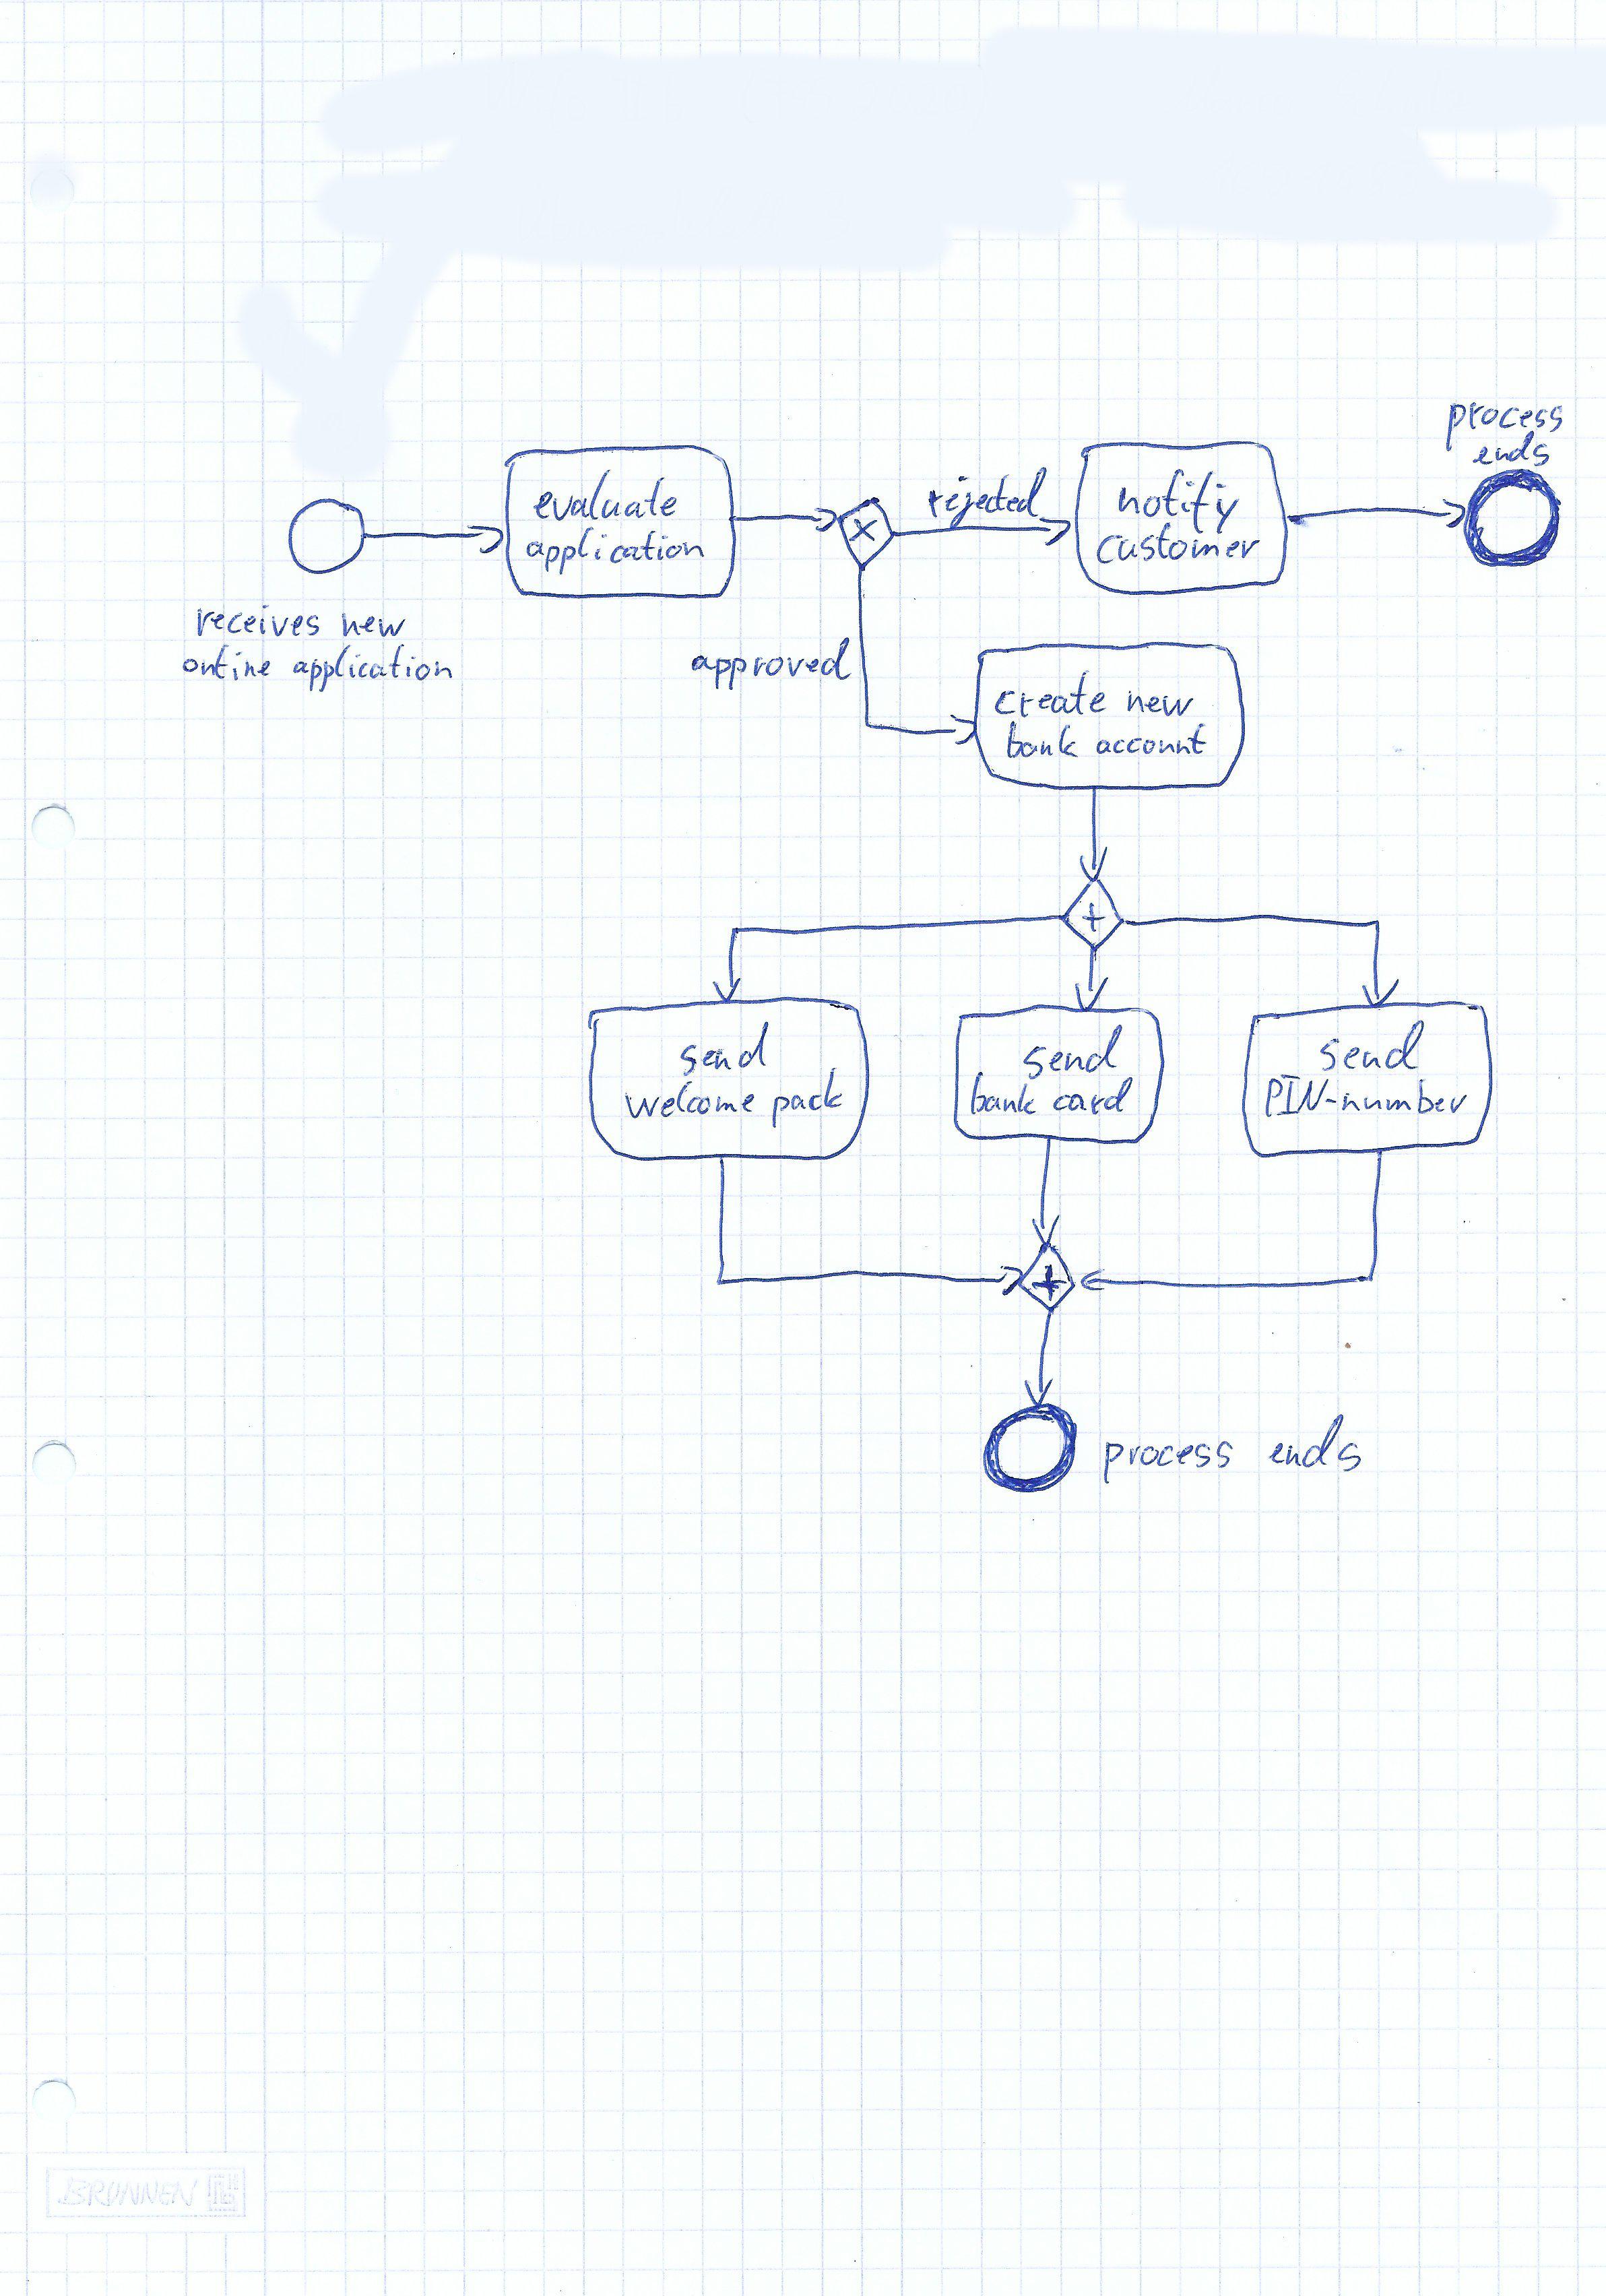 process
ends
evaluate
application
rejected
notify
customer
receives new
online application
approved
create new
bank account
send
welcome pack
send
bank card
send
PIN-number
process ends
BRUNNEN